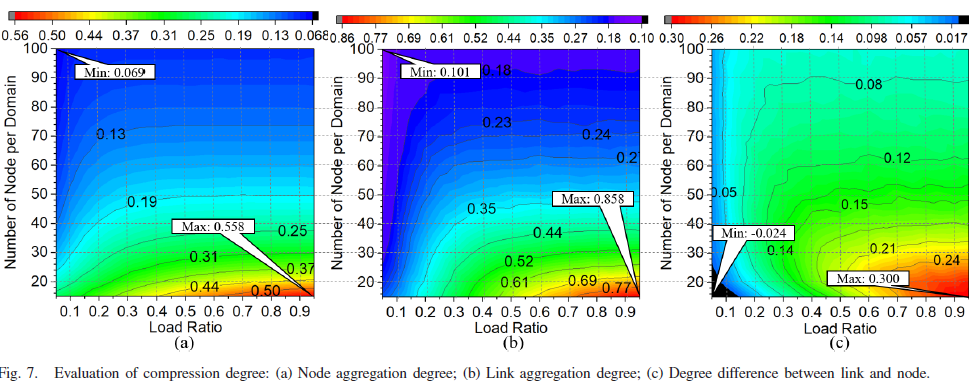 0.56 0.50 0.44 0.37 0.31 0.25 0.19 0.13 0.068
0.86 0.77 0.69 0.61 0.52 0.44 0.35 0.27 0.18 0.10
0.30 0.26 0.22 0.18 0.14 0.098 0.057 0.017
Number of Node per Domain
100
90
80
70
60
50
40
30
20
Min: 0.069
0.13
0.19
Max: 0.558
0.25
0.31
0.37
0.44
0.50
0.1 0.2 0.3 0.4 0.5 0.6 0.7 0.8 0.9
Load Ratio
(a)
Number of Node per Domain
100
90
80
70
60
50
40
30
20
Min: 0.101
0.18
0.23
0.24
0.27
Max: 0.858
0.35
0.44
0.52
0.61
0.69
0.77
0.1 0.2 0.3 0.4 0.5 0.6 0.7 0.8 0.9
Load Ratio
(b)
Number of Node per Domain
100
90
80
70
60
50
40
30
20
0.08
0.12
0.05
0.15
Min: -0.024
0.14
0.21
0.24
Max: 0.300
0.1 0.2 0.3 0.4 0.5 0.6 0.7 0.8 0.9
Load Ratio
(c)
Fig. 7. Evaluation of compression degree: (a) Node aggregation degree; (b) Link aggregation degree; (c) Degree difference between link and node.